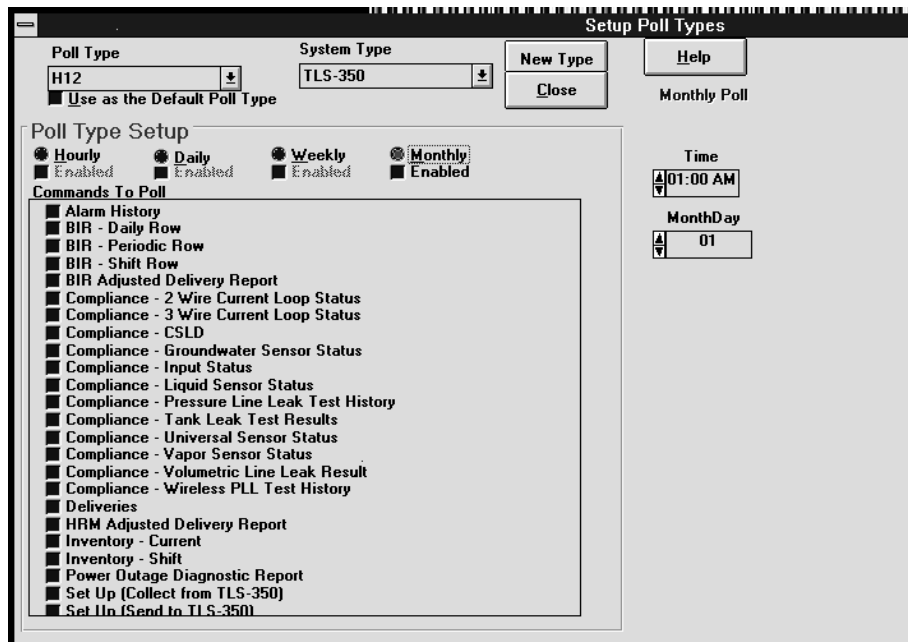 Setup Poll Types
Poll Type
System Type
H12
TLS-350
New Type
Help
Use as the Default Poll Type
Close
Monthly Poll
Poll Type Setup
Hourly
Daily
Weekly
Monthly
Enabled
Enabled
Enabled
Enabled
Time
01:00 AM
MonthDay
01
Commands To Poll
Alarm History
BIR - Daily Row
BIR - Periodic Row
BIR - Shift Row
BIR Adjusted Delivery Report
Compliance - 2 Wire Current Loop Status
Compliance - 3 Wire Current Loop Status
Compliance - CSLD
Compliance - Groundwater Sensor Status
Compliance - Input Status
Compliance - Liquid Sensor Status
Compliance - Pressure Line Leak Test History
Compliance - Tank Leak Test Results
Compliance - Universal Sensor Status
Compliance - Vapor Sensor Status
Compliance - Volumetric Line Leak Result
Compliance - Wireless PLL Test History
Deliveries
HRM Adjusted Delivery Report
Inventory - Current
Inventory - Shift
Power Outage Diagnostic Report
Set Up (Collect from TLS-350)
Set Up (Send to TLS-350)